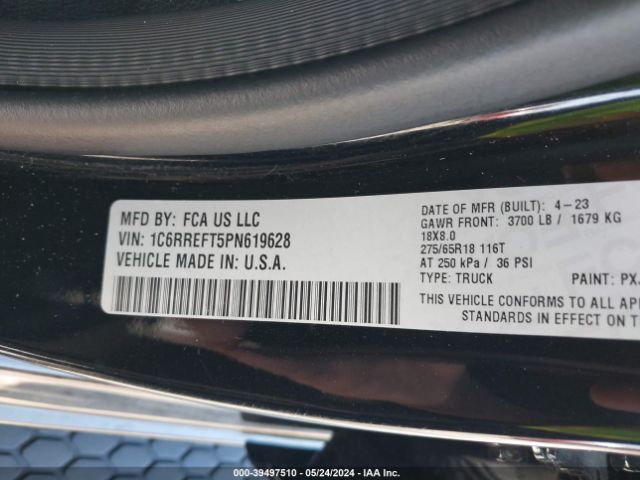 MFD BY: FCA US LLC
VIN: 1C6RREFT5PN619628
VEHICLE MADE IN: U.S.A.
DATE OF MFR (BUILT): 4-23
GAWR FRONT: 3700 LB / 1679 KG
18X8.0
275/65R18 116T
AT 250 kPa / 36 PSI
TYPE: TRUCK PAINT: PX
THIS VEHICLE CONFORMS TO ALL
STANDARDS IN EFFECT ON
000-39497510 - 05/24/2024 - IAA Inc.